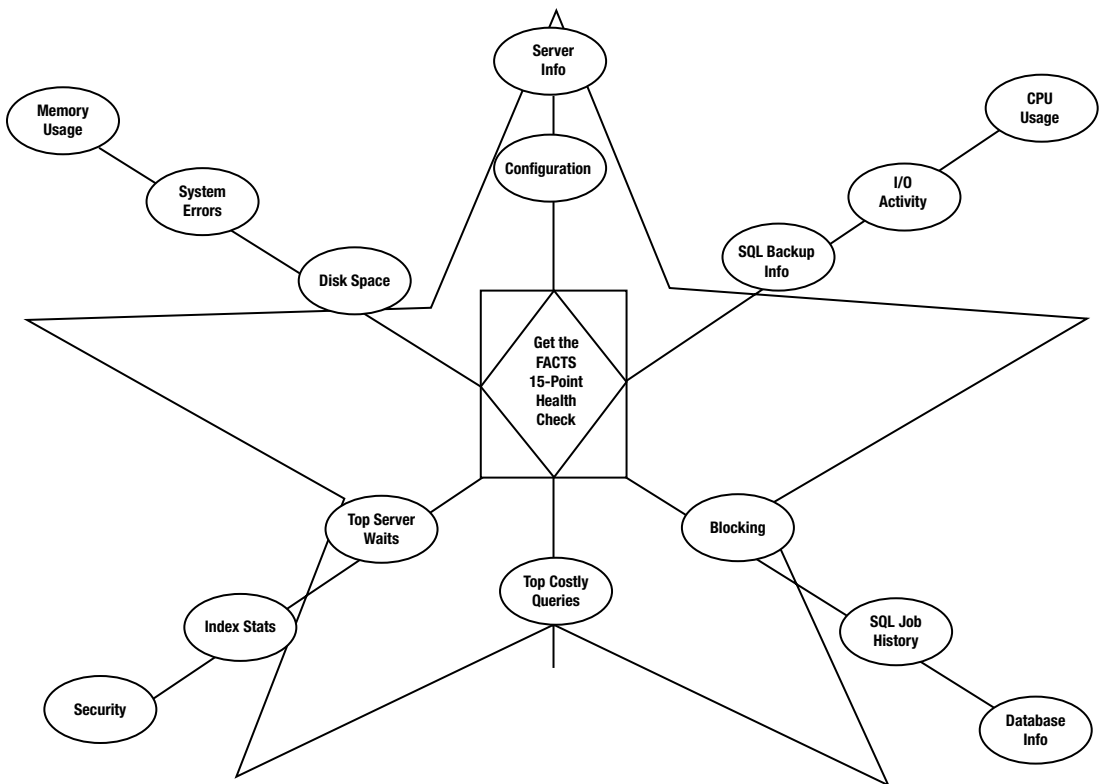 Server
Info
Memory
Usage
CPU
Usage
Configuration
System
Errors
I/O
Activity
SQL Backup
Info
Disk Space
Get the
FACTS
15-Point
Health
Check
Top Server
Waits
Blocking
Top Costly
Queries
Index Stats
SQL Job
History
Security
Database
Info